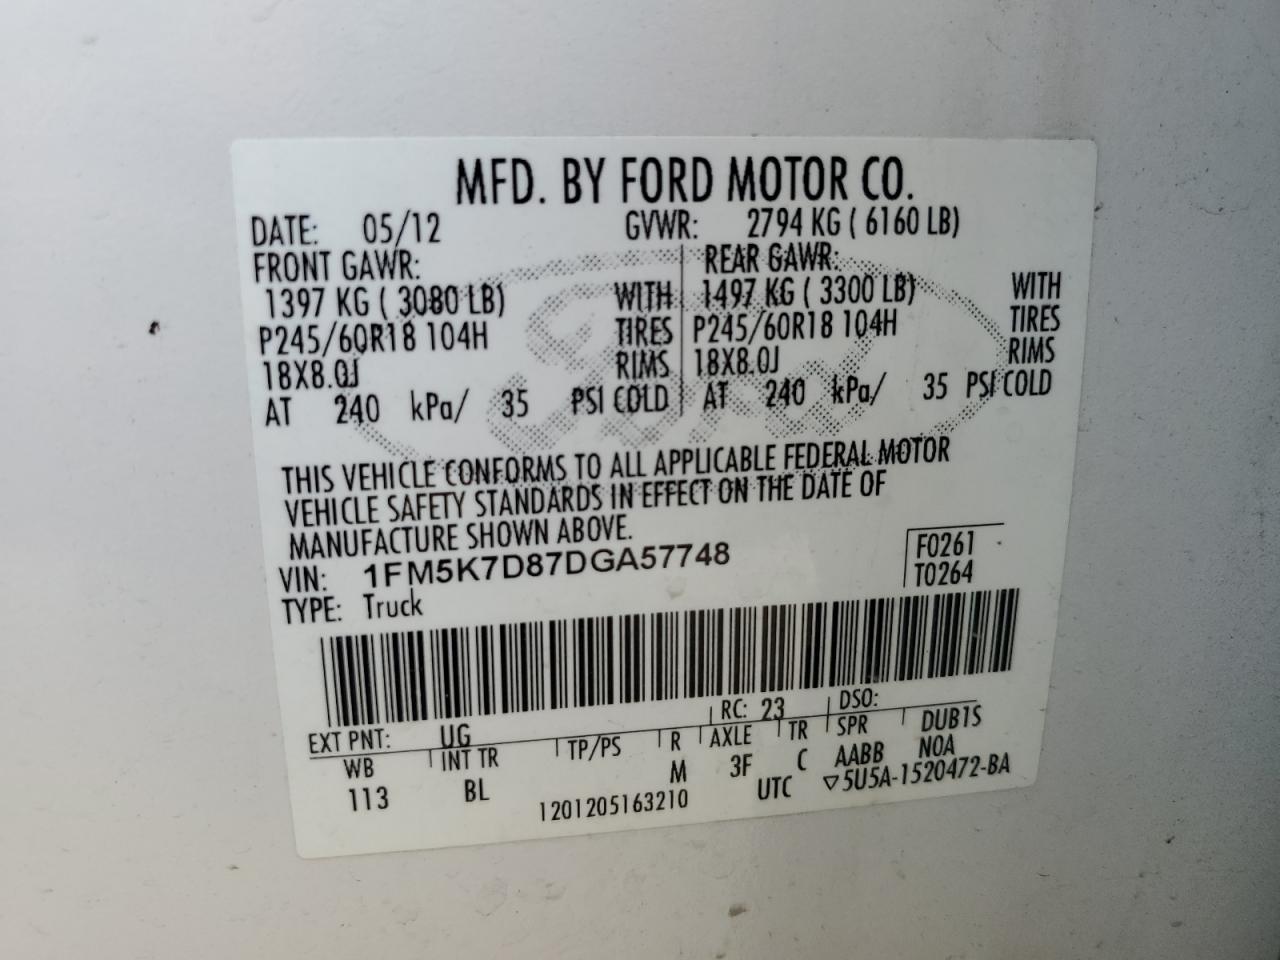 MFD. BY FORD MOTOR CO.
DATE: 05/12 GVWR: 2794 KG ( 6160 LB)
FRONT GAWR: REAR GAWR:
1397 KG ( 3080 LB) WITH 1497 KG ( 3300 LB) WITH
P245/60R18 104H TIRES P245/60R18 104H TIRES
18X8.0J RIMS 18X8.0J RIMS
AT 240 kPa/ 35 PSI COLD AT 240 kPa/ 35 PSI COLD
Ford
THIS VEHICLE CONFORMS TO ALL APPLICABLE FEDERAL MOTOR
VEHICLE SAFETY STANDARDS IN EFFECT ON THE DATE OF
MANUFACTURE SHOWN ABOVE.
VIN: 1FM5K7D87DGA57748 F0261
TYPE: Truck T0264
EXT PNT: UG RC: 23 DSO:
WB INT TR TP/PS R AXLE TR SPR DUB1S
113 BL M 3F C AABB N0A
1201205163210 UTC ▽5U5A-1520472-BA